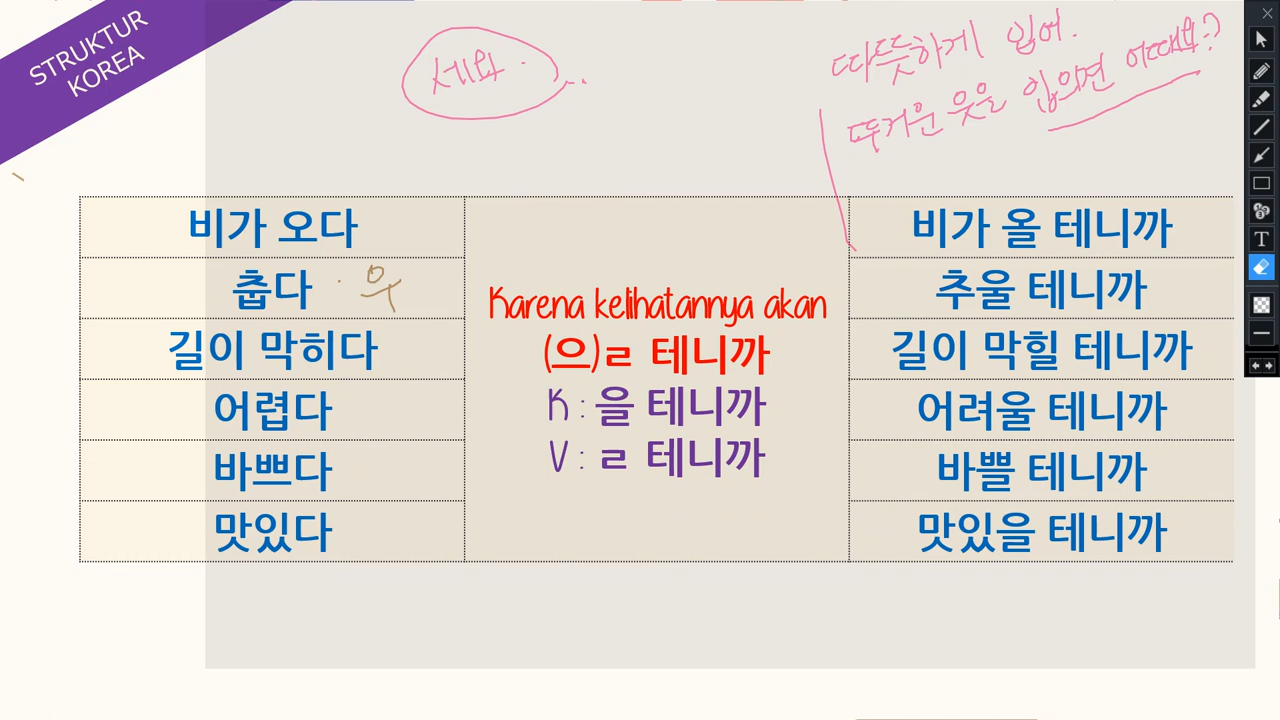 STRUKTUR
KOREA
세요.
따뜻하게 입어.
뚜거운 옷을 입의면 어때요?
비가 오다
춥다
우
길이 막히다
어렵다
바쁘다
맛있다
Karena kelihatannya akan
(으)ㄹ 테니까
K : 을 테니까
V : ㄹ 테니까
비가 올 테니까
추울 테니까
길이 막힐 테니까
어려울 테니까
바쁠 테니까
맛있을 테니까
T